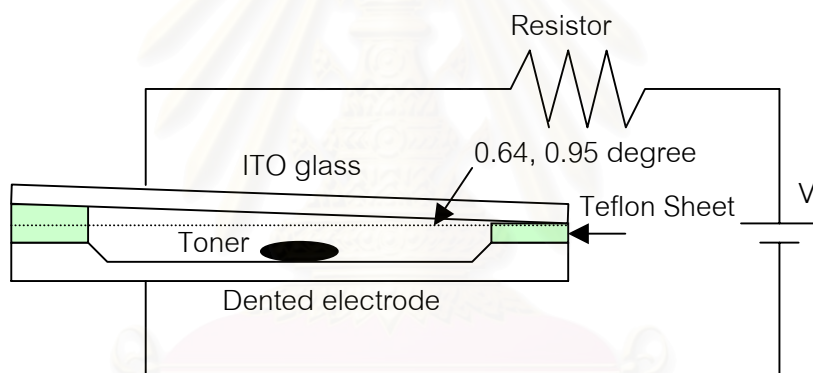 Resistor
0.64, 0.95 degree
ITO glass
V
Teflon Sheet
Toner
Dented electrode